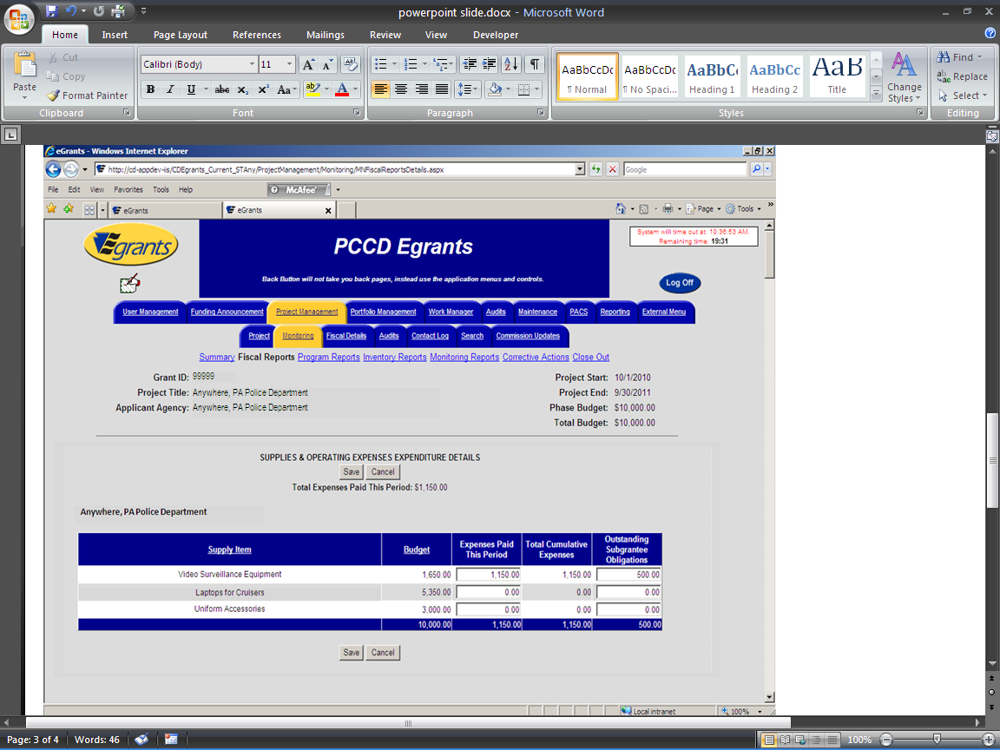 powerpoint slide.docx - Microsoft Word
Home Insert Page Layout References Mailings Review View Developer
Paste
Cut
Copy
Format Painter
Clipboard
Calibri (Body) 11
B I U abc x₂ x² Aa
ab A
Font
Paragraph
AaBbCcDc AaBbCcDc AaBbC AaBbCc AaB
¶ Normal ¶ No Spaci... Heading 1 Heading 2 Title
Change Styles
Styles
Find
Replace
Select
Editing
eGrants - Windows Internet Explorer
http://cd-appdev-iis/CDEgrants_Current_STAny/ProjectManagement/Monitoring/MNFiscalReportsDetails.aspx
Google
File Edit View Favorites Tools Help
McAfee
eGrants eGrants Page Tools
Egrants
PCCD Egrants
Back Button will not take you back pages, instead use the application menus and controls.
System will time out at: 10:36:53 AM.
Remaining time: 19:31
Log Off
User Management Funding Announcement Project Management Portfolio Management Work Manager Audits Maintenance PACS Reporting External Menu
Project Monitoring Fiscal Details Audits Contact Log Search Commission Updates
Summary Fiscal Reports Program Reports Inventory Reports Monitoring Reports Corrective Actions Close Out
Grant ID: 99999 Project Start: 10/1/2010
Project Title: Anywhere, PA Police Department Project End: 9/30/2011
Applicant Agency: Anywhere, PA Police Department Phase Budget: $10,000.00
Total Budget: $10,000.00
SUPPLIES & OPERATING EXPENSES EXPENDITURE DETAILS
Save Cancel
Total Expenses Paid This Period: $1,150.00
Anywhere, PA Police Department
Supply Item Budget Expenses Paid This Period Total Cumulative Expenses Outstanding Subgrantee Obligations
Video Surveillance Equipment 1,650.00 1,150.00 1,150.00 500.00
Laptops for Cruisers 5,350.00 0.00 0.00 0.00
Uniform Accessories 3,000.00 0.00 0.00 0.00
10,000.00 1,150.00 1,150.00 500.00
Save Cancel
Local intranet 100%
Page: 3 of 4 Words: 46 100%